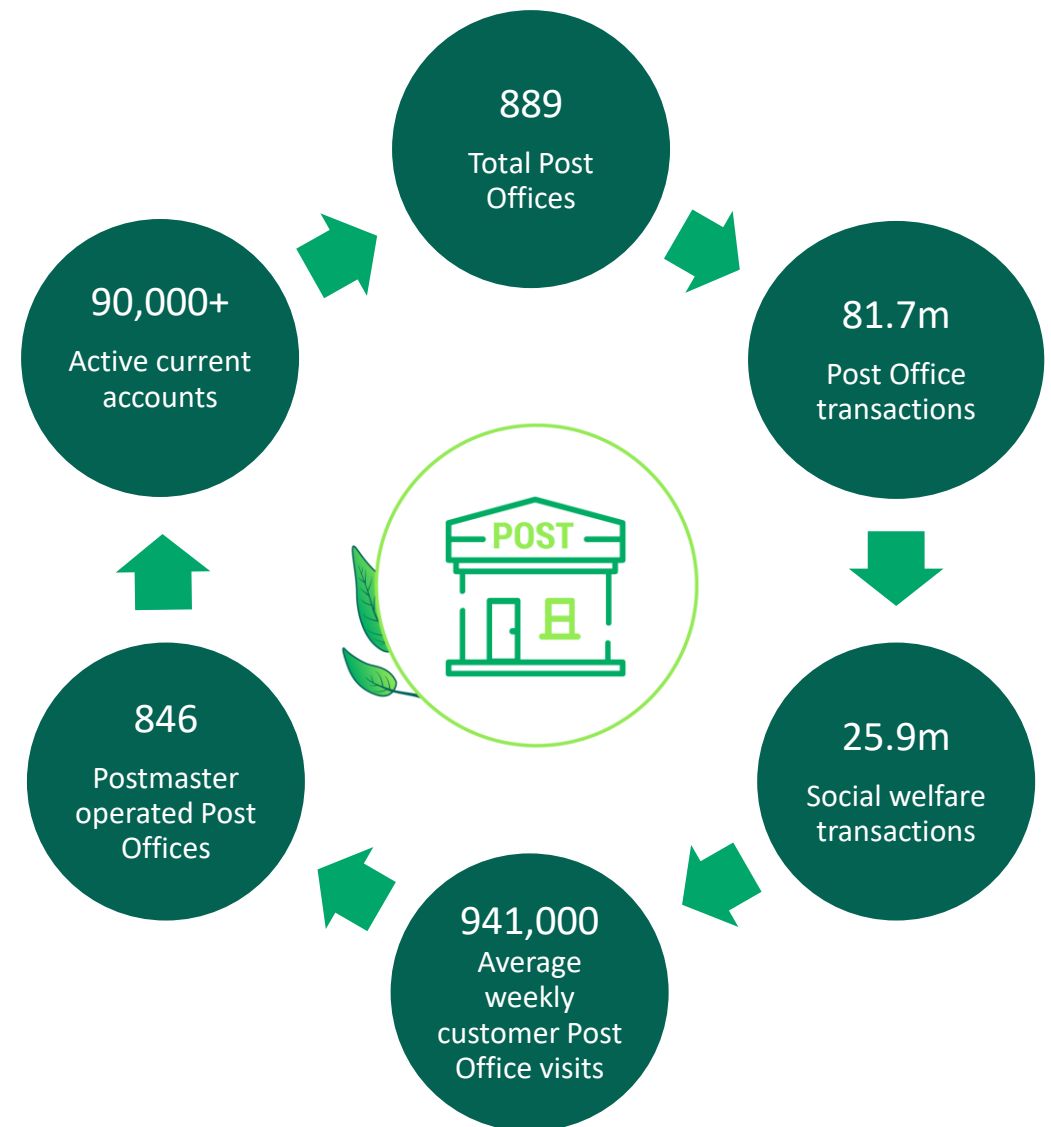 889
Total Post
Offices
81.7m
Post Office
transactions
25.9m
Social welfare
transactions
941,000
Average
weekly
customer Post
Office visits
846
Postmaster
operated Post
Offices
90,000+
Active current
accounts
POST